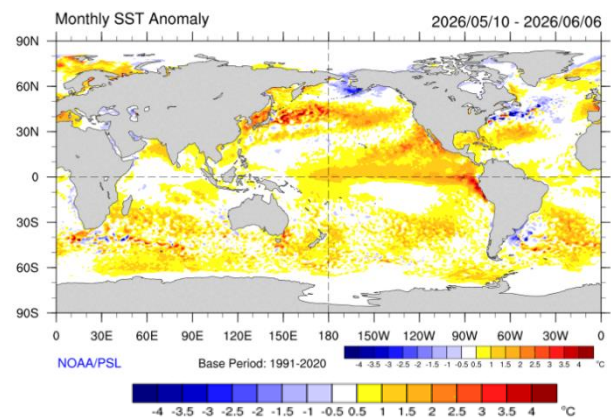 Monthly SST Anomaly 2026/05/10 - 2026/06/06
90N
60N
30N
0
30S
60S
90S
0 30E 60E 90E 120E 150E 180 150W 120W 90W 60W 30W 0
NOAA/PSL Base Period: 1991-2020
-4 -3.5 -3 -2.5 -2 -1.5 -1 -0.5 0.5 1 1.5 2 2.5 3 3.5 4 °C
-4 -3.5 -3 -2.5 -2 -1.5 -1 -0.5 0.5 1 1.5 2 2.5 3 3.5 4 °C